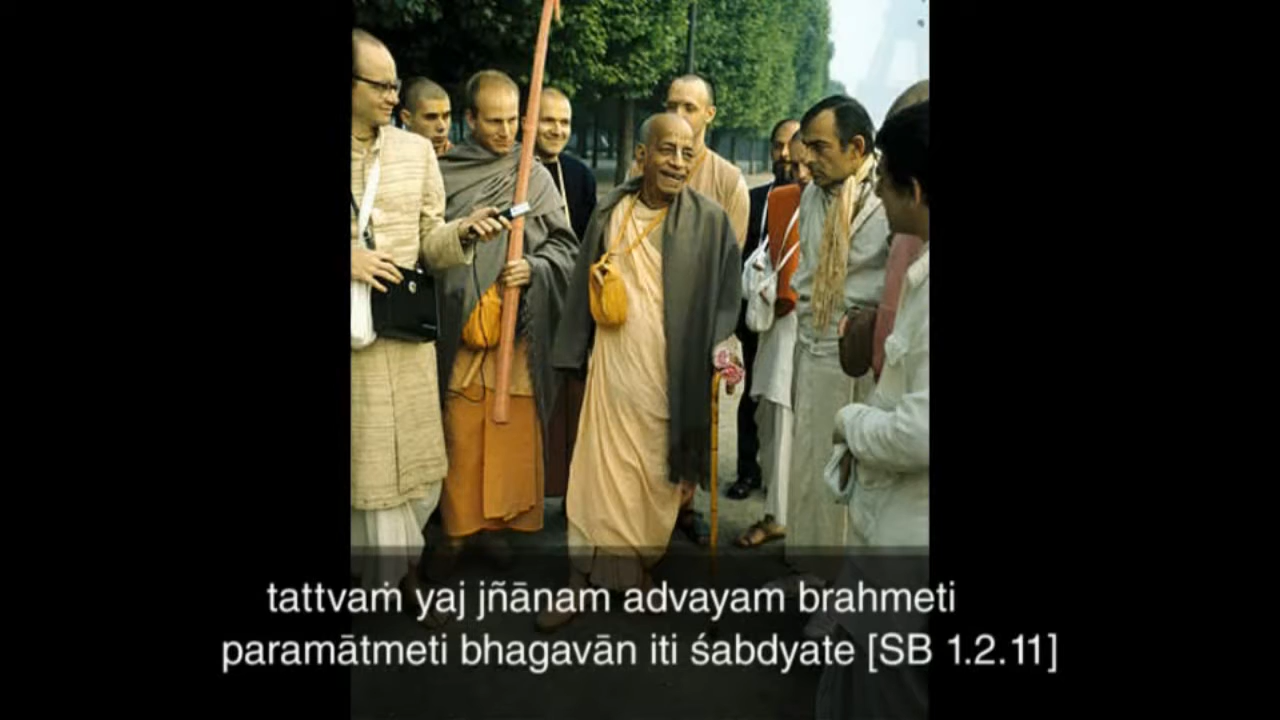 tattvaṁ yaj jñānam advayam brahmeti
paramātmeti bhagavān iti śabdyate [SB 1.2.11]